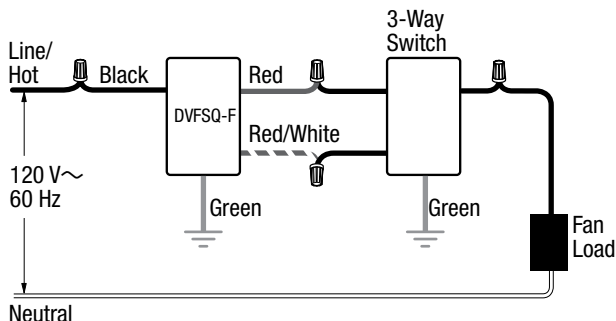 3-Way
Switch
Line/
Hot
Black
Red
DVFSQ-F
Red/White
120 V～
60 Hz
Green
Green
Fan
Load
Neutral